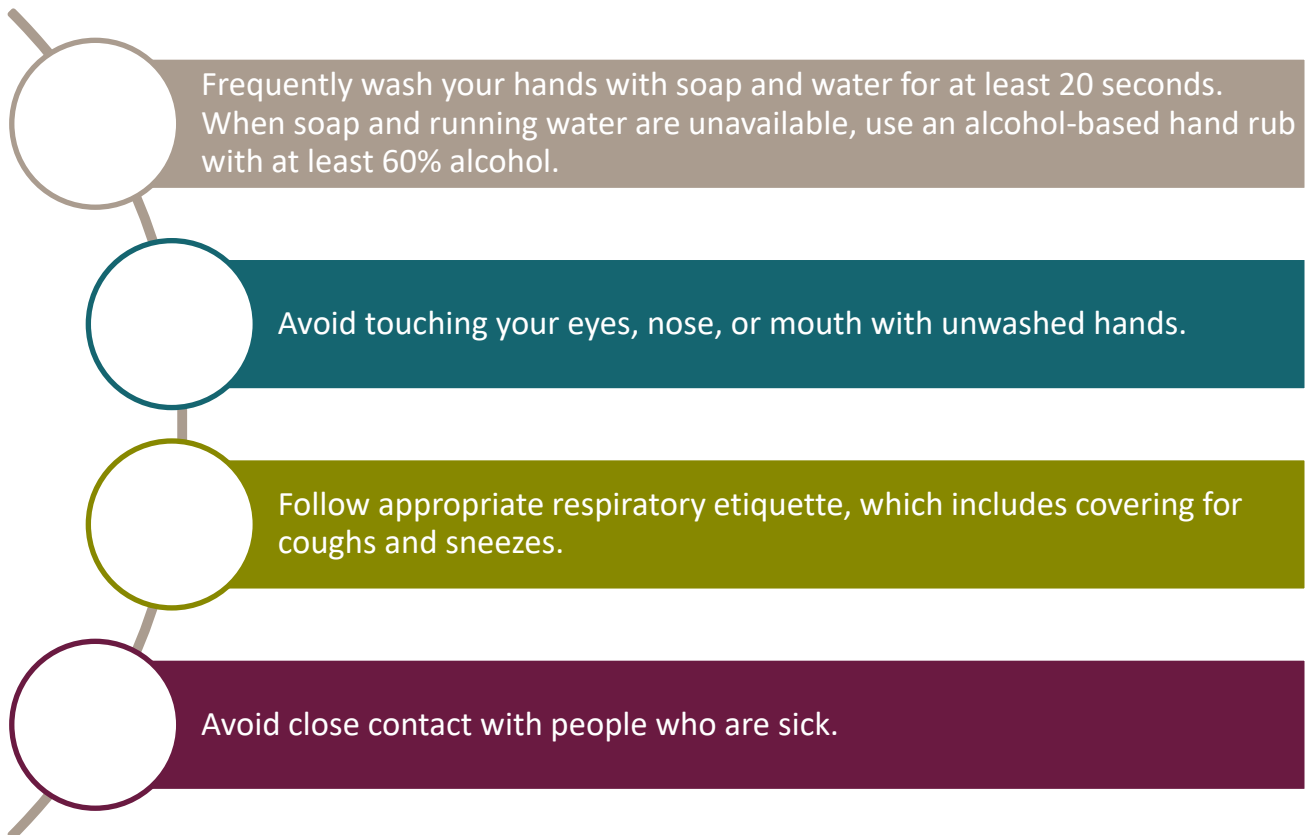 Frequently wash your hands with soap and water for at least 20 seconds.
When soap and running water are unavailable, use an alcohol-based hand rub
with at least 60% alcohol.
Avoid touching your eyes, nose, or mouth with unwashed hands.
Follow appropriate respiratory etiquette, which includes covering for
coughs and sneezes.
Avoid close contact with people who are sick.